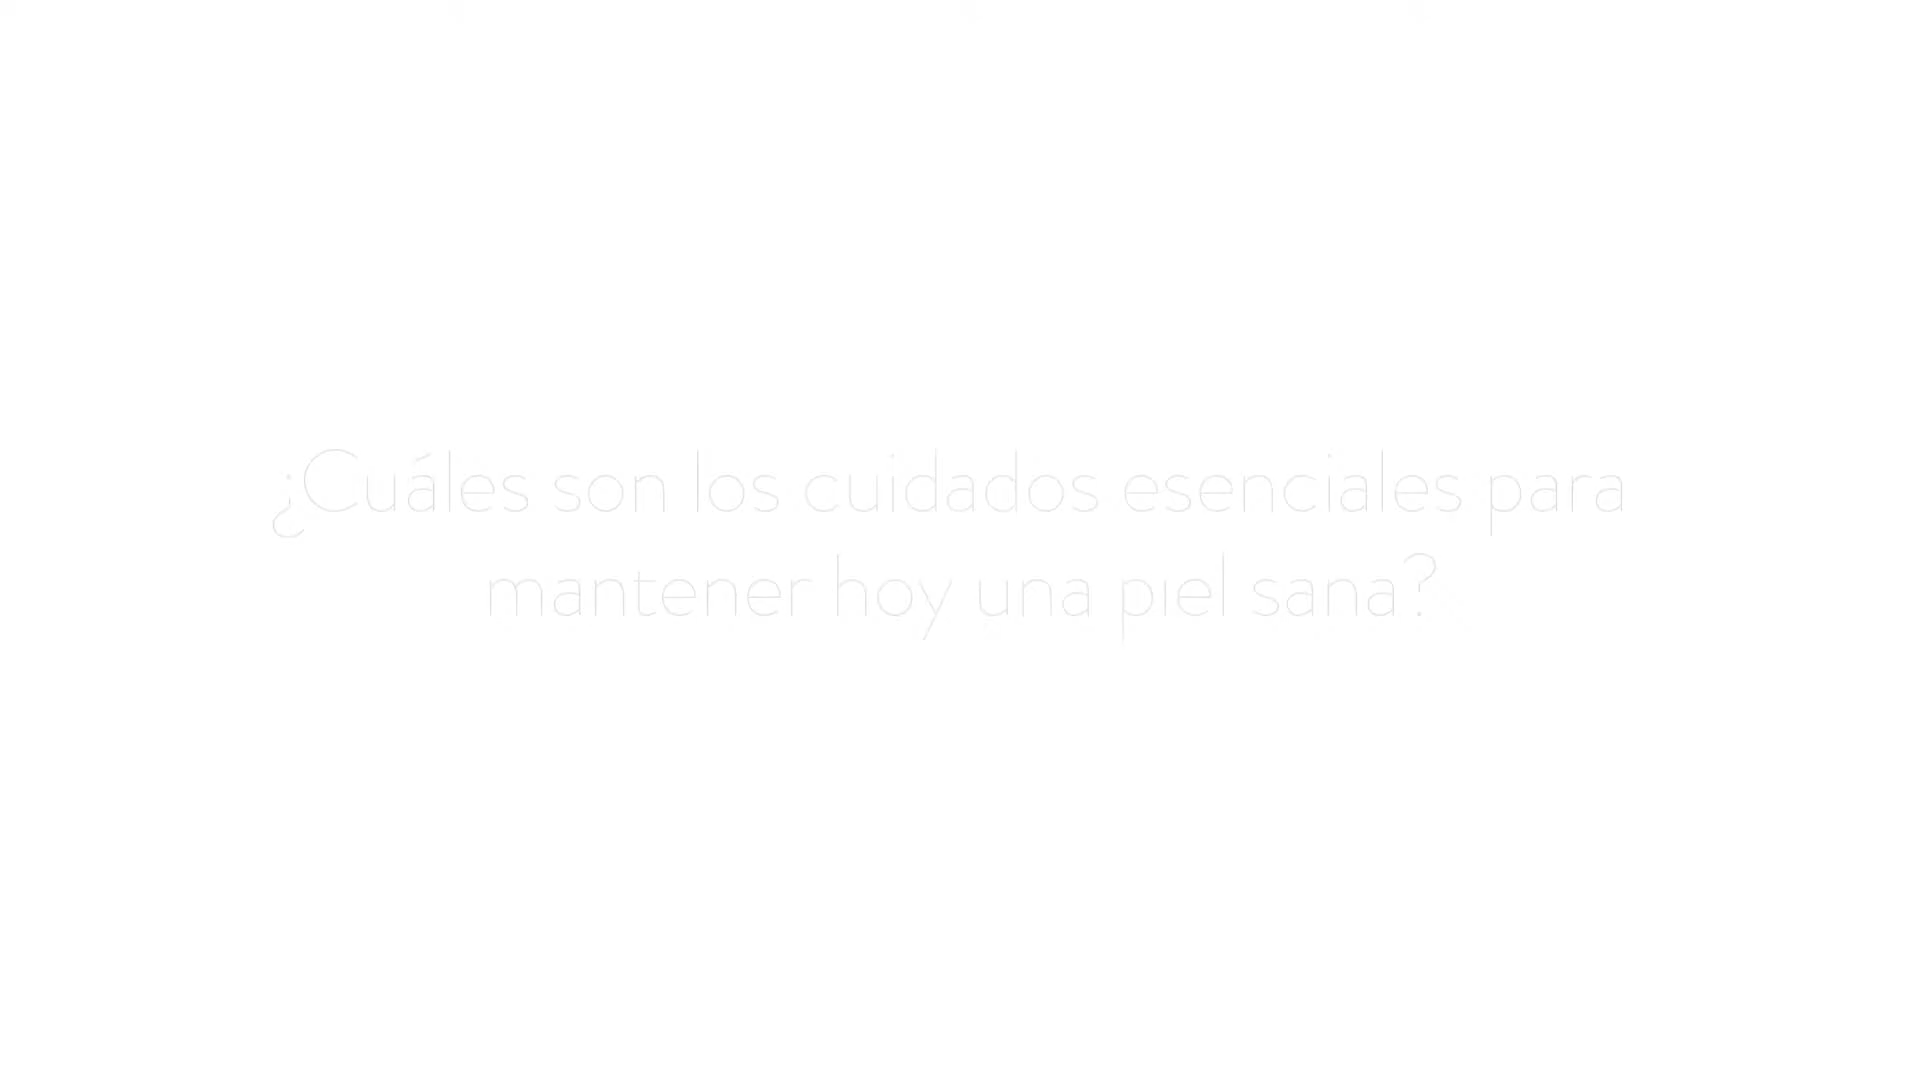 ¿Cuáles son los cuidados esenciales para
mantener hoy una piel sana?